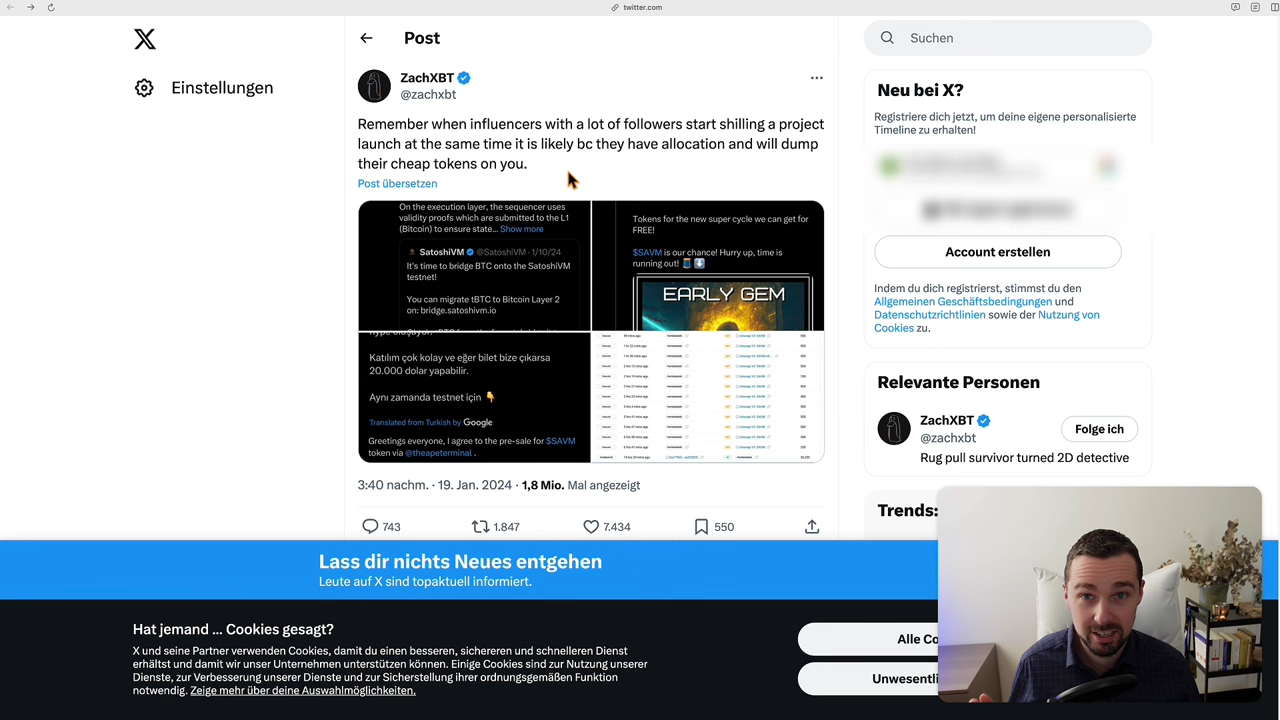 twitter.com
Post
Suchen
Einstellungen
ZachXBT
@zachxbt
Remember when influencers with a lot of followers start shilling a project
launch at the same time it is likely bc they have allocation and will dump
their cheap tokens on you.
Post übersetzen
On the execution layer, the sequencer uses
validity proofs which are submitted to the L1
(Bitcoin) to ensure state... Show more
SatoshiVM @SatoshiVM · 1/10/24
It's time to bridge BTC onto the SatoshiVM
testnet!
You can migrate tBTC to Bitcoin Layer 2
on: bridge.satoshivm.io
Tokens for the new super cycle we can get for
FREE!
$SAVM is our chance! Hurry up, time is
running out!
EARLY GEM
Katılım çok kolay ve eğer bilet bize çıkarsa
20.000 dolar yapabilir.
Aynı zamanda testnet için
Translated from Turkish by Google
Greetings everyone, I agree to the pre-sale for $SAVM
token via @theapeterminal .
3:40 nachm. · 19. Jan. 2024 · 1,8 Mio. Mal angezeigt
743
1.847
7.434
550
Neu bei X?
Registriere dich jetzt, um deine eigene personalisierte
Timeline zu erhalten!
Account erstellen
Indem du dich registrierst, stimmst du den
Allgemeinen Geschäftsbedingungen und
Datenschutzrichtlinien sowie der Nutzung von
Cookies zu.
Relevante Personen
ZachXBT
@zachxbt
Folge ich
Rug pull survivor turned 2D detective
Trends:
Lass dir nichts Neues entgehen
Leute auf X sind topaktuell informiert.
Hat jemand … Cookies gesagt?
X und seine Partner verwenden Cookies, damit du einen besseren, sichereren und schnelleren Dienst
erhältst und damit wir unser Unternehmen unterstützen können. Einige Cookies sind zur Nutzung unserer
Dienste, zur Verbesserung unserer Dienste und zur Sicherstellung ihrer ordnungsgemäßen Funktion
notwendig. Zeige mehr über deine Auswahlmöglichkeiten.
Alle Co
Unwesentli